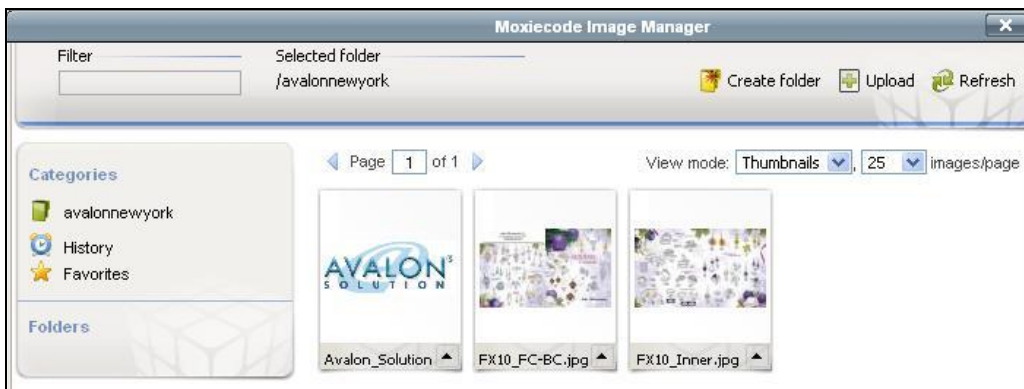 Moxiecode Image Manager
Filter
Selected folder
/avalonnewyork
Create folder
Upload
Refresh
Categories
avalonnewyork
History
Favorites
Folders
Page 1 of 1
View mode: Thumbnails , 25 images/page
AVALON
SOLUTION
Avalon_Solution
FX10_FC-BC.jpg
FX10_Inner.jpg